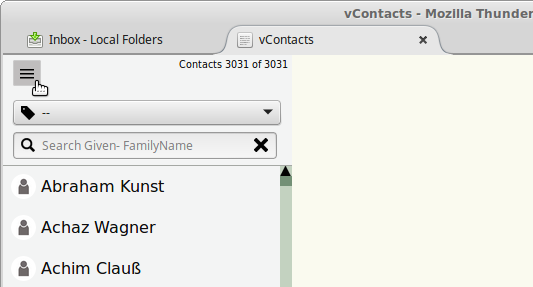 vContacts - Mozilla Thunder
Inbox - Local Folders
vContacts
Contacts 3031 of 3031
--
Search Given- FamilyName
Abraham Kunst
Achaz Wagner
Achim Clauß